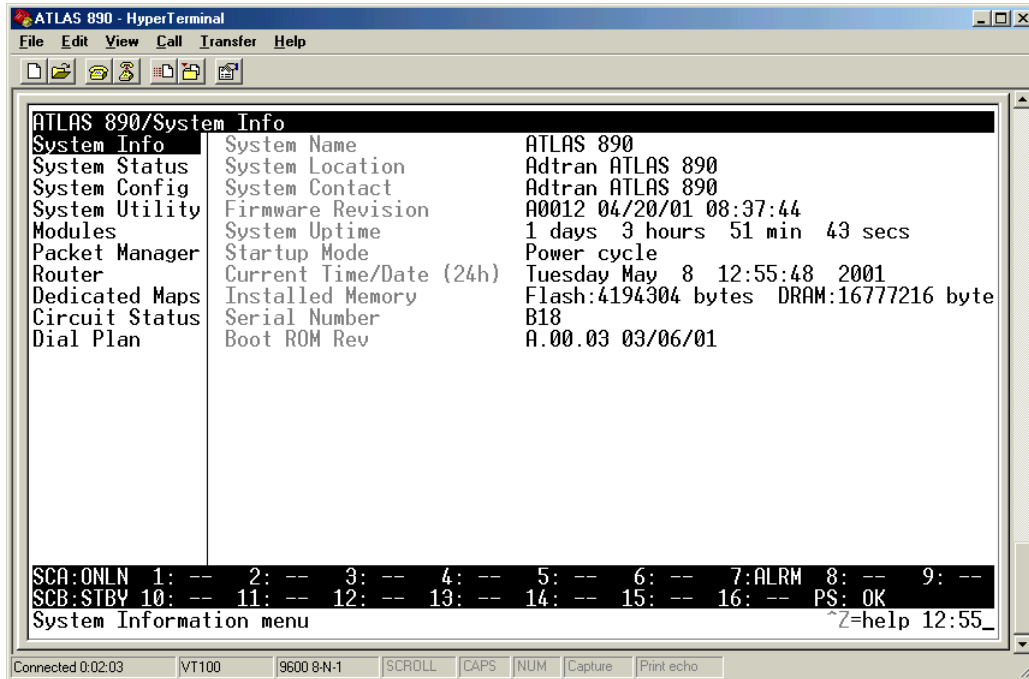 ATLAS 890 - HyperTerminal
File Edit View Call Transfer Help
ATLAS 890/System Info
System Info System Name ATLAS 890
System Status System Location Adtran ATLAS 890
System Config System Contact Adtran ATLAS 890
System Utility Firmware Revision A0012 04/20/01 08:37:44
Modules System Uptime 1 days 3 hours 51 min 43 secs
Packet Manager Startup Mode Power cycle
Router Current Time/Date (24h) Tuesday May 8 12:55:48 2001
Dedicated Maps Installed Memory Flash:4194304 bytes DRAM:16777216 byte
Circuit Status Serial Number B18
Dial Plan Boot ROM Rev A.00.03 03/06/01
SCA:ONLN 1: -- 2: -- 3: -- 4: -- 5: -- 6: -- 7:ALRM 8: -- 9: --
SCB:STBY 10: -- 11: -- 12: -- 13: -- 14: -- 15: -- 16: -- PS: OK
System Information menu ^Z=help 12:55_
Connected 0:02:03 VT100 9600 8-N-1 SCROLL CAPS NUM Capture Print echo